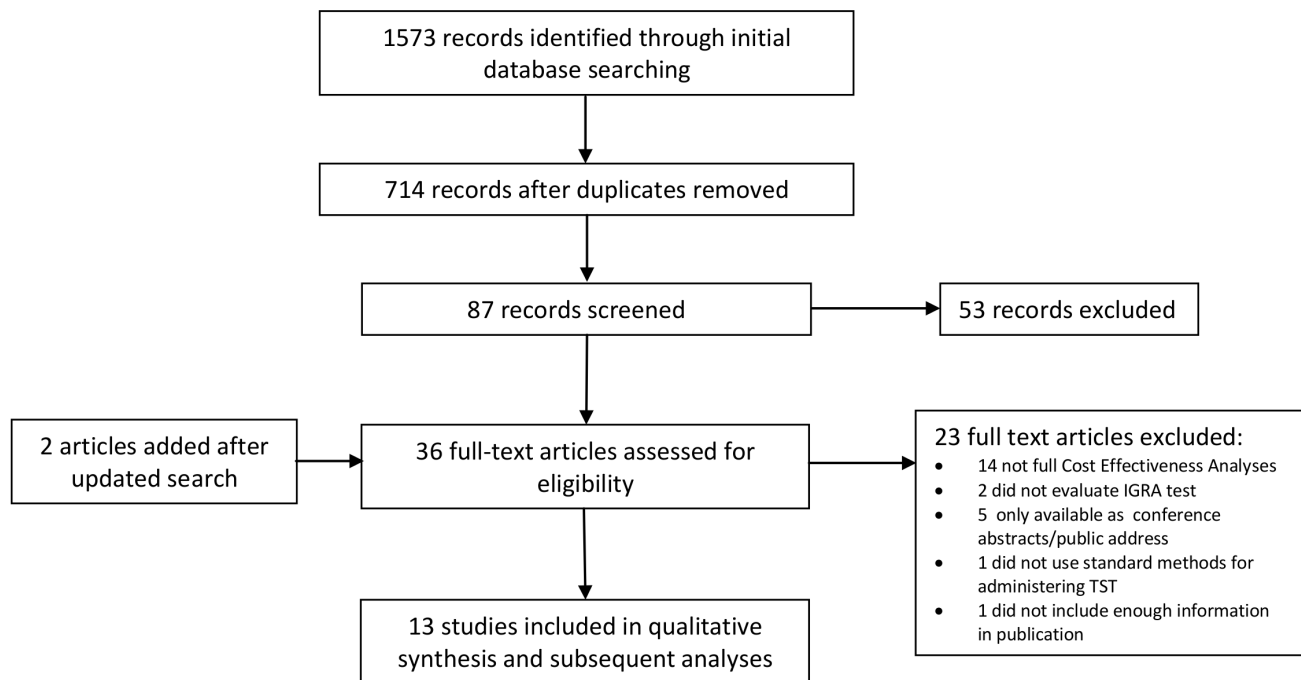 1573 records identified through initial
database searching
714 records after duplicates removed
87 records screened
53 records excluded
2 articles added after
updated search
36 full-text articles assessed for
eligibility
23 full text articles excluded:
• 14 not full Cost Effectiveness Analyses
• 2 did not evaluate IGRA test
• 5 only available as conference
abstracts/public address
• 1 did not use standard methods for
administering TST
• 1 did not include enough information
in publication
13 studies included in qualitative
synthesis and subsequent analyses